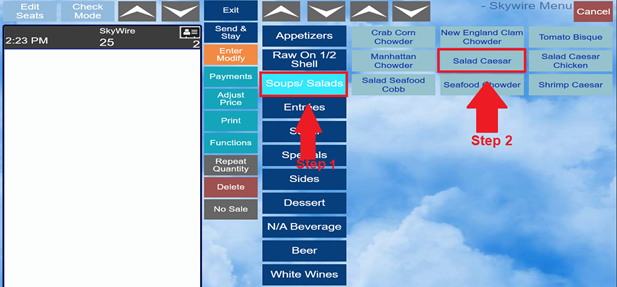 Edit
Seats
Check
Mode
Exit
- Skywire Menu
Cancel
SkyWire
2:23 PM
25
2
Send &
Stay
Enter
Modify
Payments
Adjust
Price
Print
Functions
Repeat
Quantity
Delete
No Sale
Appetizers
Raw On 1/2
Shell
Soups/ Salads
Entrees
Specials
Sides
Dessert
N/A Beverage
Beer
White Wines
Step 1
Crab Corn
Chowder
New England Clam
Chowder
Tomato Bisque
Manhattan
Chowder
Salad Caesar
Salad Caesar
Chicken
Salad Seafood
Cobb
Seafood Chowder
Shrimp Caesar
Step 2